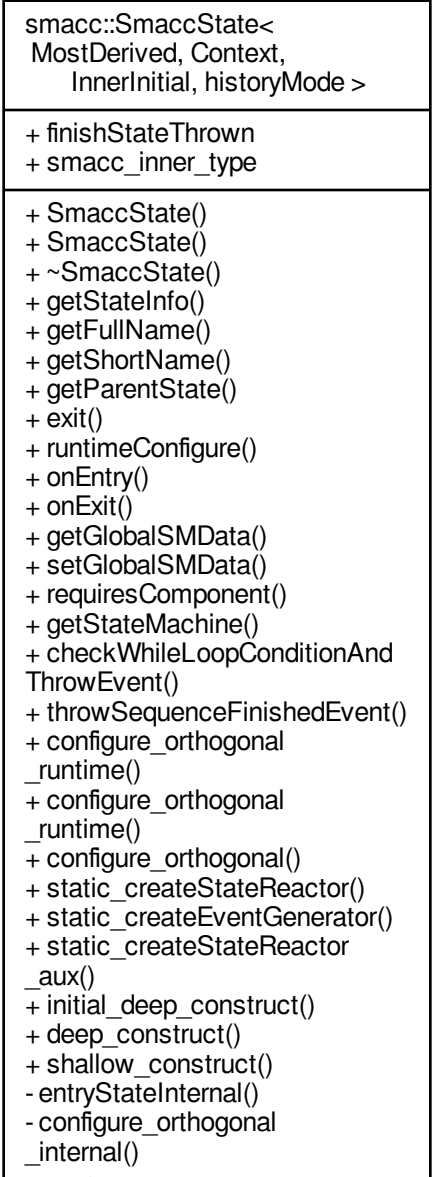 smacc::SmaccState<
MostDerived, Context,
InnerInitial, historyMode >
+ finishStateThrown
+ smacc_inner_type
+ SmaccState()
+ SmaccState()
+ ~SmaccState()
+ getStateInfo()
+ getFullName()
+ getShortName()
+ getParentState()
+ exit()
+ runtimeConfigure()
+ onEntry()
+ onExit()
+ getGlobalSMData()
+ setGlobalSMData()
+ requiresComponent()
+ getStateMachine()
+ checkWhileLoopConditionAnd
ThrowEvent()
+ throwSequenceFinishedEvent()
+ configure_orthogonal
_runtime()
+ configure_orthogonal
_runtime()
+ configure_orthogonal()
+ static_createStateReactor()
+ static_createEventGenerator()
+ static_createStateReactor
_aux()
+ initial_deep_construct()
+ deep_construct()
+ shallow_construct()
- entryStateInternal()
- configure_orthogonal
_internal()